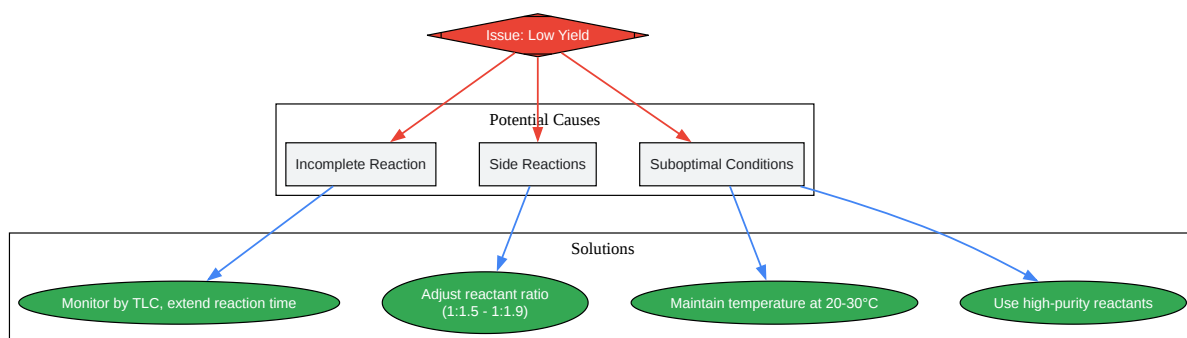 Issue: Low Yield
Potential Causes
Incomplete Reaction
Side Reactions
Suboptimal Conditions
Solutions
Monitor by TLC, extend reaction time
Adjust reactant ratio
(1:1.5 - 1:1.9)
Maintain temperature at 20-30°C
Use high-purity reactants